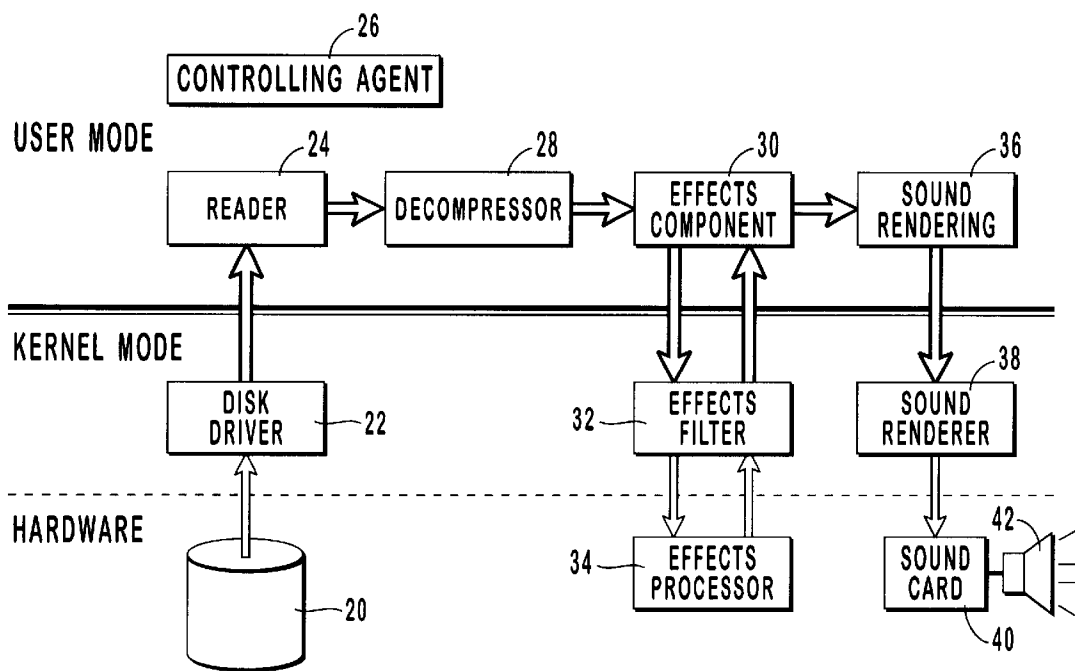 26
CONTROLLING AGENT
USER MODE
24
28
30
36
READER
DECOMPRESSOR
EFFECTS
COMPONENT
SOUND
RENDERING
KERNEL MODE
38
DISK
DRIVER
22
32
EFFECTS
FILTER
SOUND
RENDERER
HARDWARE
42
20
34
EFFECTS
PROCESSOR
SOUND
CARD
40